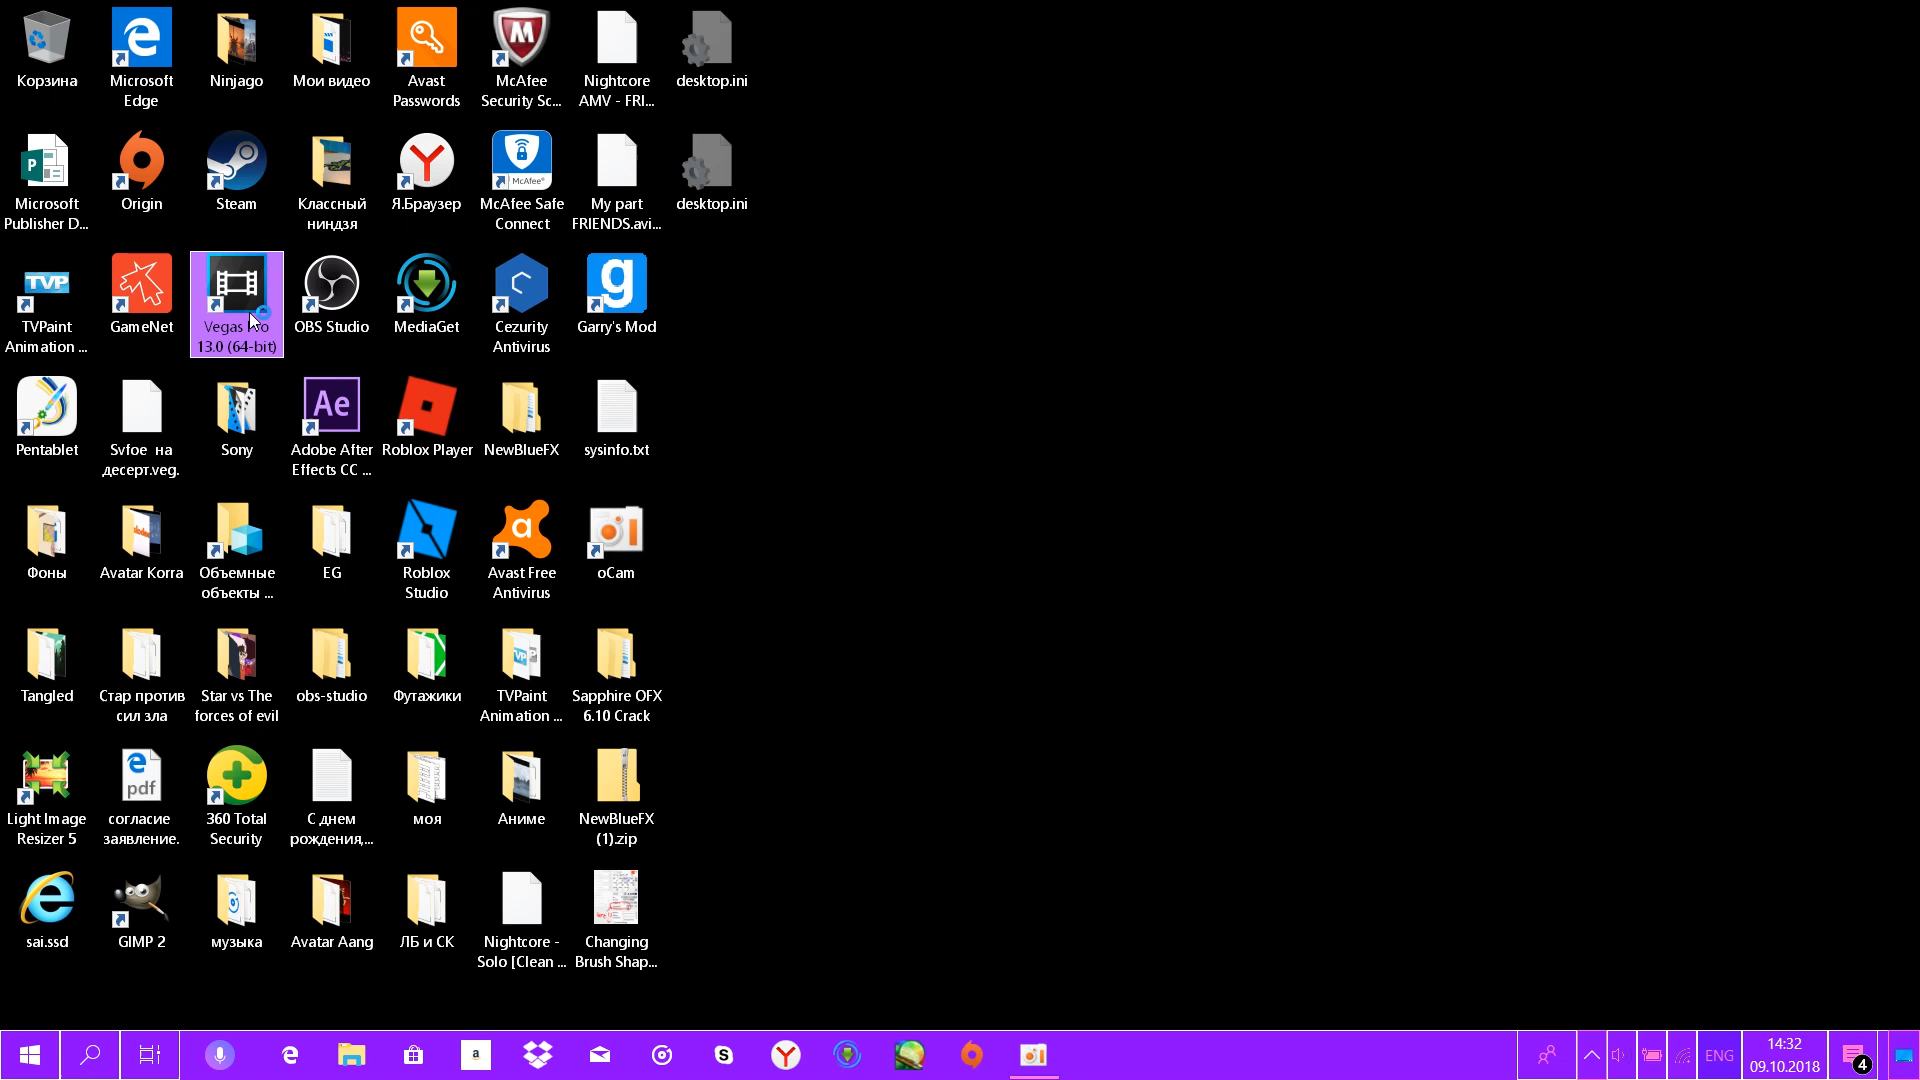 Корзина
Microsoft
Edge
Ninjago
Мои видео
Avast
Passwords
McAfee
Security Sc...
Nightcore
AMV - FRI...
desktop.ini
P
Microsoft
Publisher D...
Origin
Steam
Классный
ниндзя
Я.Браузер
McAfee®
McAfee Safe
Connect
My part
FRIENDS.avi...
desktop.ini
TVP
TVPaint
Animation ...
GameNet
Vegas Pro
13.0 (64-bit)
OBS Studio
MediaGet
Cezurity
Antivirus
g
Garry's Mod
Pentablet
Svfoe на
десерт.veg.
Sony
Ae
Adobe After
Effects CC ...
Roblox Player
NewBlueFX
sysinfo.txt
Фоны
Avatar Korra
Объемные
объекты ...
EG
Roblox
Studio
a
Avast Free
Antivirus
oCam
Tangled
Стар против
сил зла
Star vs The
forces of evil
obs-studio
Футажики
TVP
TVPaint
Animation ...
Sapphire OFX
6.10 Crack
Light Image
Resizer 5
pdf
согласие
заявление.
360 Total
Security
С днем
рождения,...
моя
Аниме
NewBlueFX
(1).zip
sai.ssd
GIMP 2
музыка
Avatar Aang
ЛБ и СК
Nightcore -
Solo [Clean ...
Changing
Brush Shap...
a
ENG
14:32
09.10.2018
4